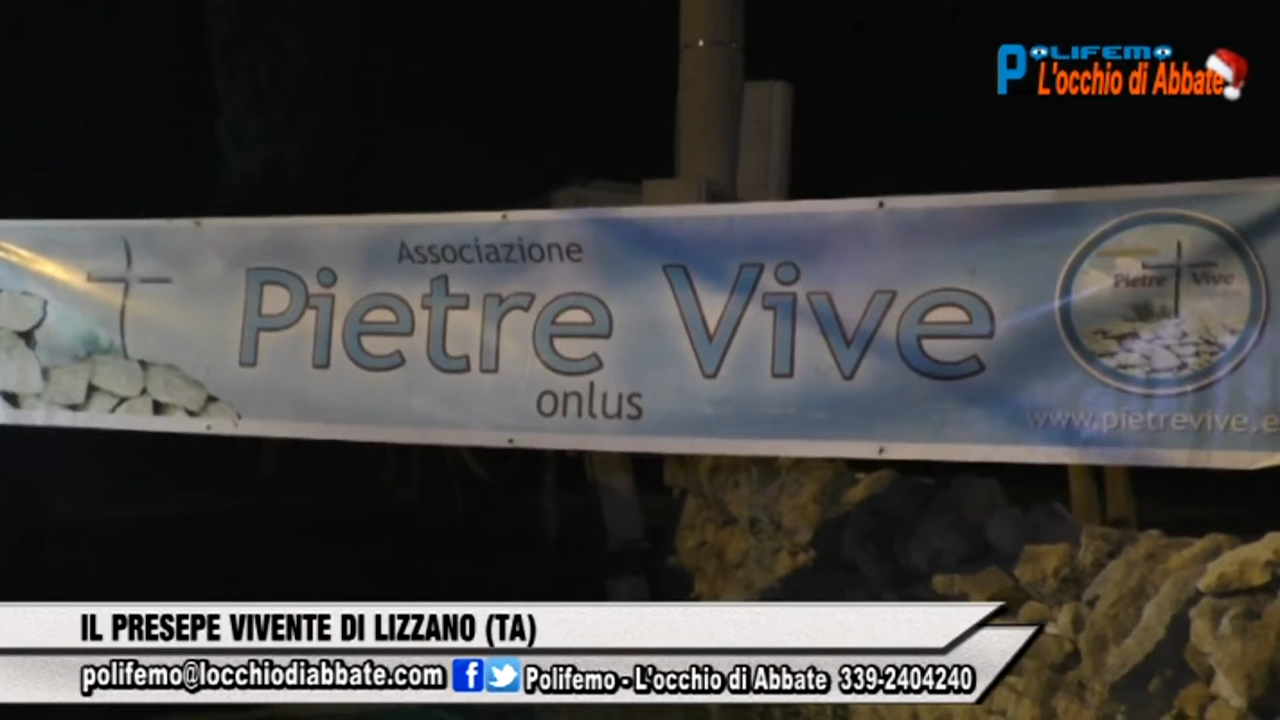 POLIFEMO
L'occhio di Abbate
Associazione
Pietre Vive
onlus
Pietre Vive
www.pietrevive.e
IL PRESEPE VIVENTE DI LIZZANO (TA)
polifemo@locchiodiabbate.com Polifemo - L'occhio di Abbate 339-2404240